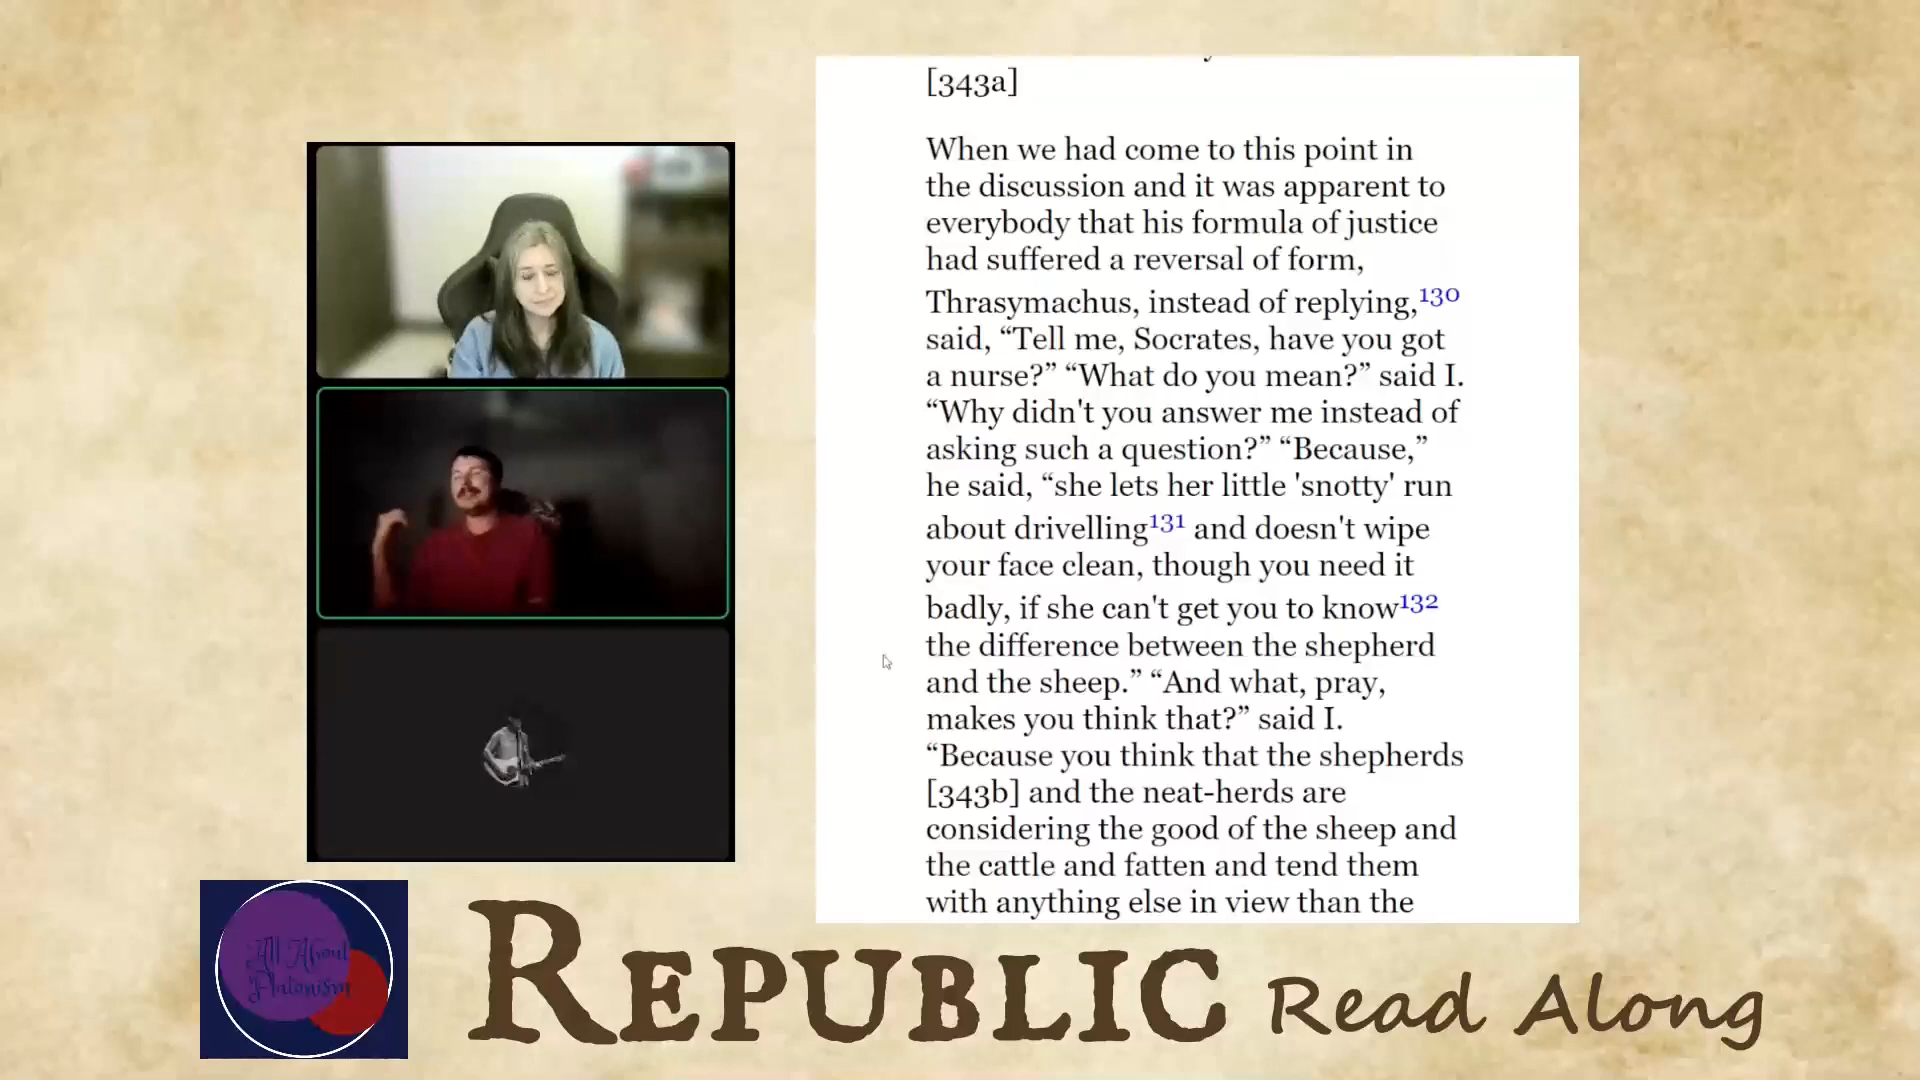 [343a]
When we had come to this point in
the discussion and it was apparent to
everybody that his formula of justice
had suffered a reversal of form,
Thrasymachus, instead of replying,130
said, “Tell me, Socrates, have you got
a nurse?” “What do you mean?” said I.
“Why didn't you answer me instead of
asking such a question?” “Because,”
he said, “she lets her little 'snotty' run
about drivelling131 and doesn't wipe
your face clean, though you need it
badly, if she can't get you to know132
the difference between the shepherd
and the sheep.” “And what, pray,
makes you think that?” said I.
“Because you think that the shepherds
[343b] and the neat-herds are
considering the good of the sheep and
the cattle and fatten and tend them
with anything else in view than the
All About
Platonism
REPUBLIC Read Along